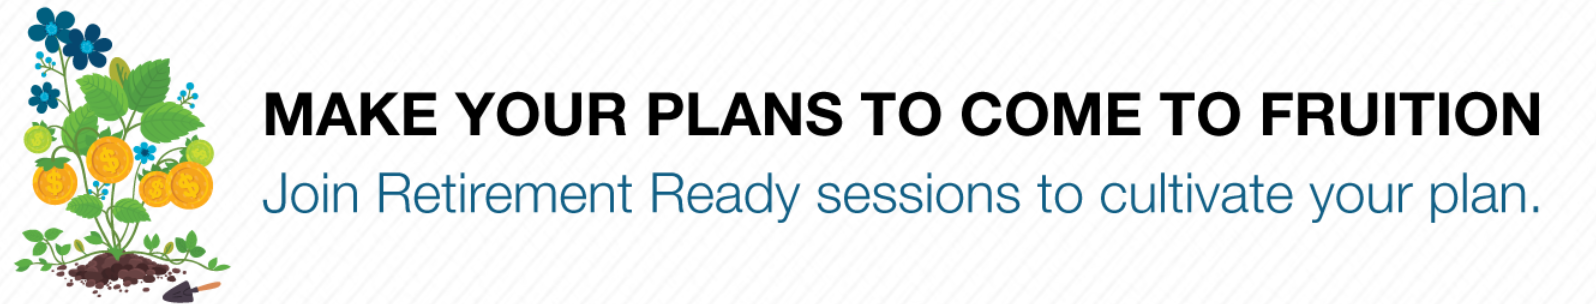 MAKE YOUR PLANS TO COME TO FRUITION
Join Retirement Ready sessions to cultivate your plan.